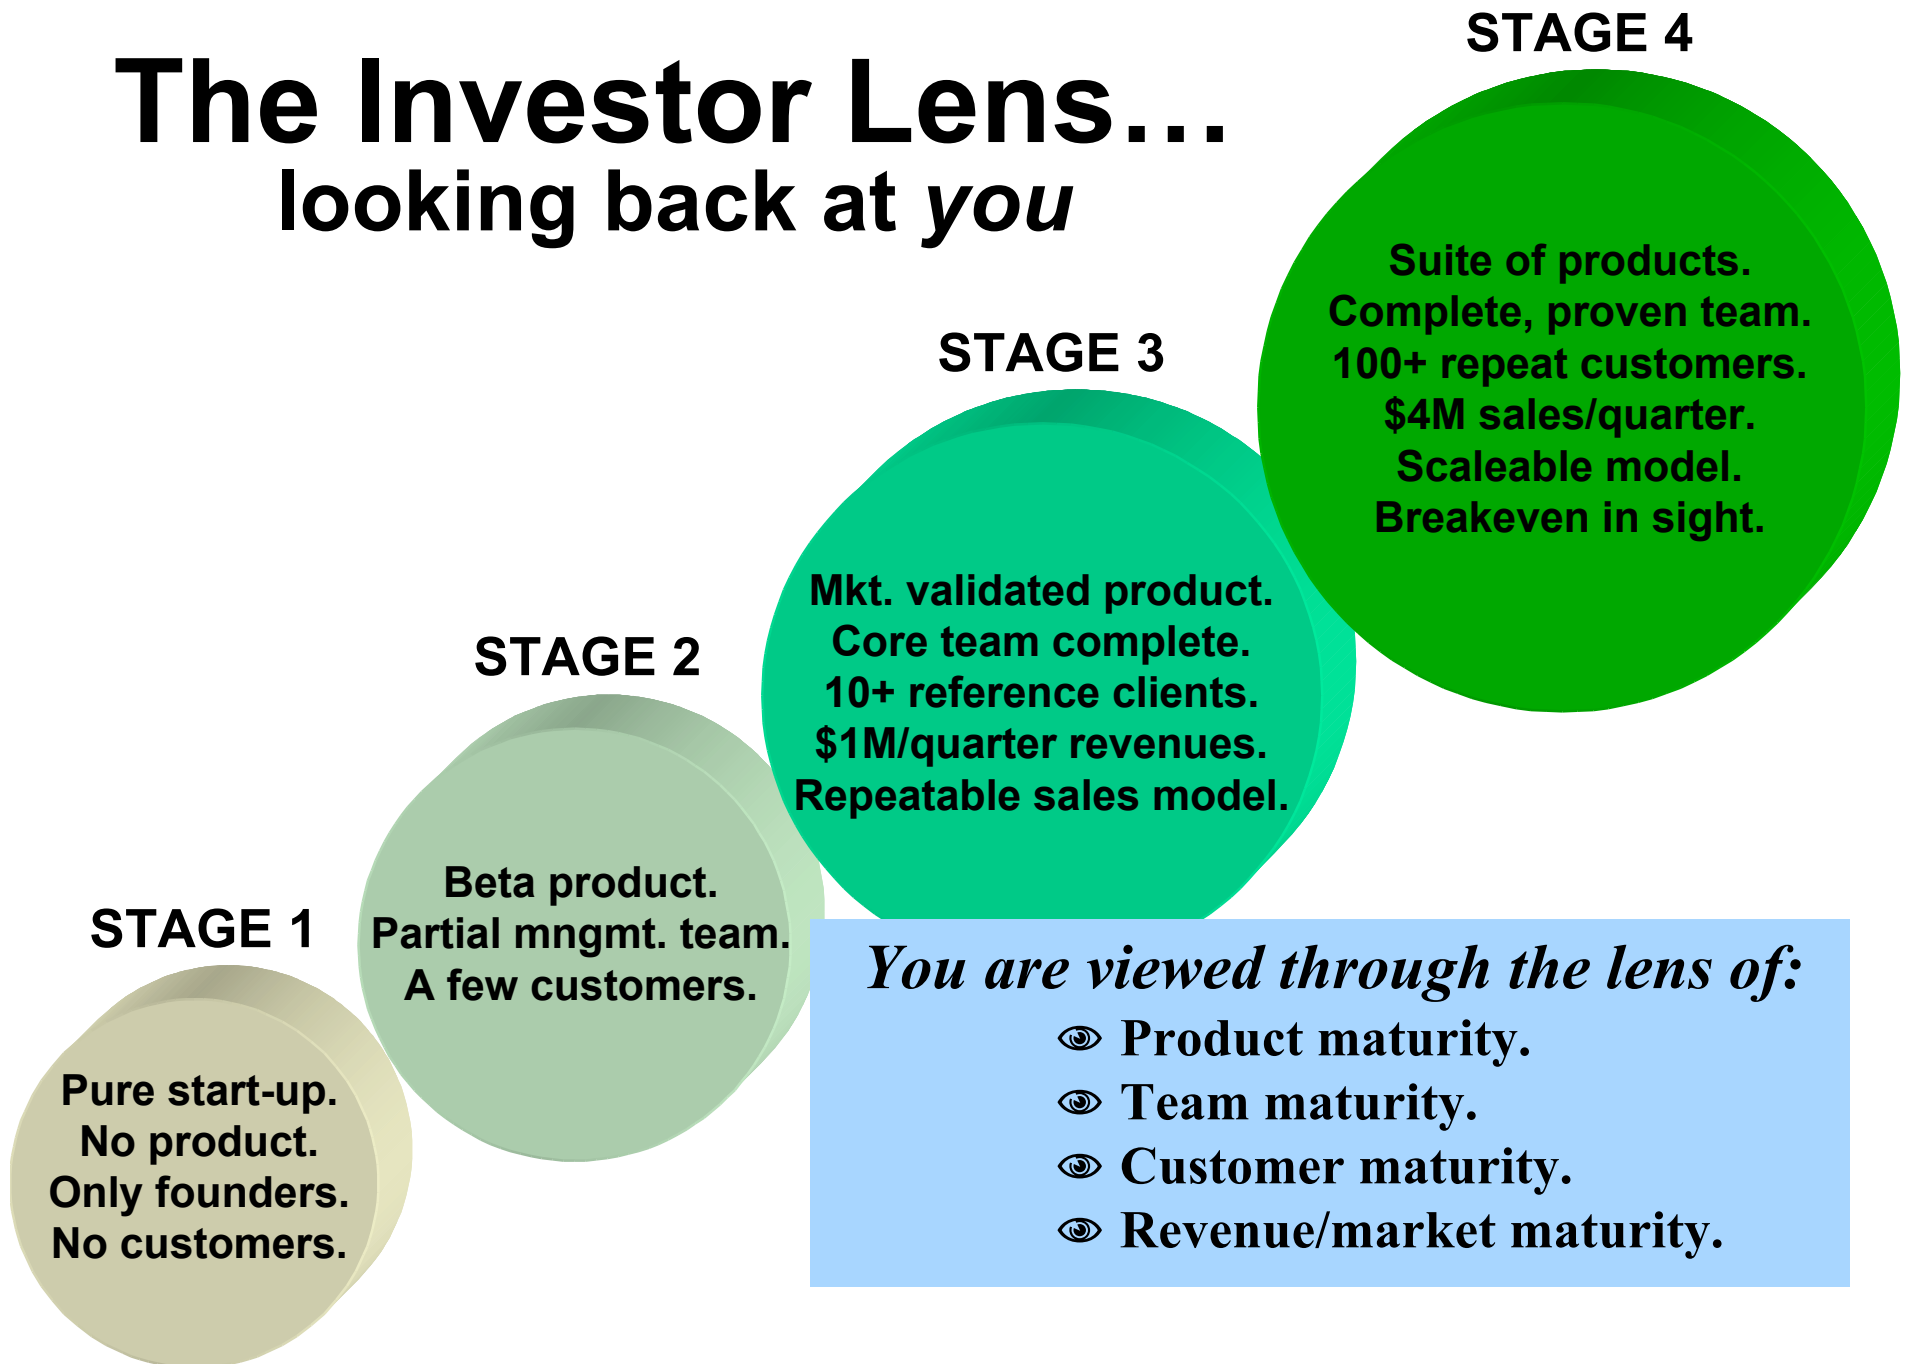 The Investor Lens…
looking back at you
STAGE 1
Pure start-up.
No product.
Only founders.
No customers.
STAGE 2
Beta product.
Partial mngmt. team.
A few customers.
STAGE 3
Mkt. validated product.
Core team complete.
10+ reference clients.
$1M/quarter revenues.
Repeatable sales model.
STAGE 4
Suite of products.
Complete, proven team.
100+ repeat customers.
$4M sales/quarter.
Scaleable model.
Breakeven in sight.
You are viewed through the lens of:
Product maturity.
Team maturity.
Customer maturity.
Revenue/market maturity.